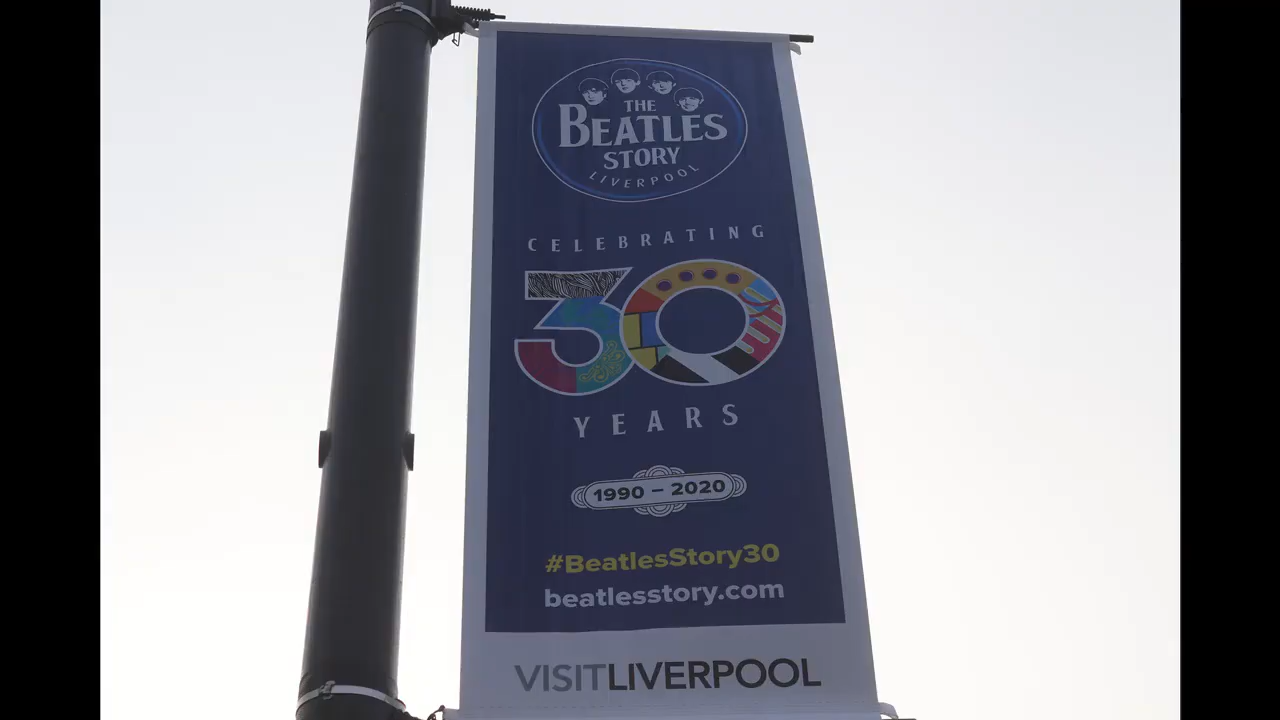 THE
BEATLES
STORY
LIVERPOOL
CELEBRATING
30
YEARS
1990 – 2020
#BeatlesStory30
beatlesstory.com
VISITLIVERPOOL